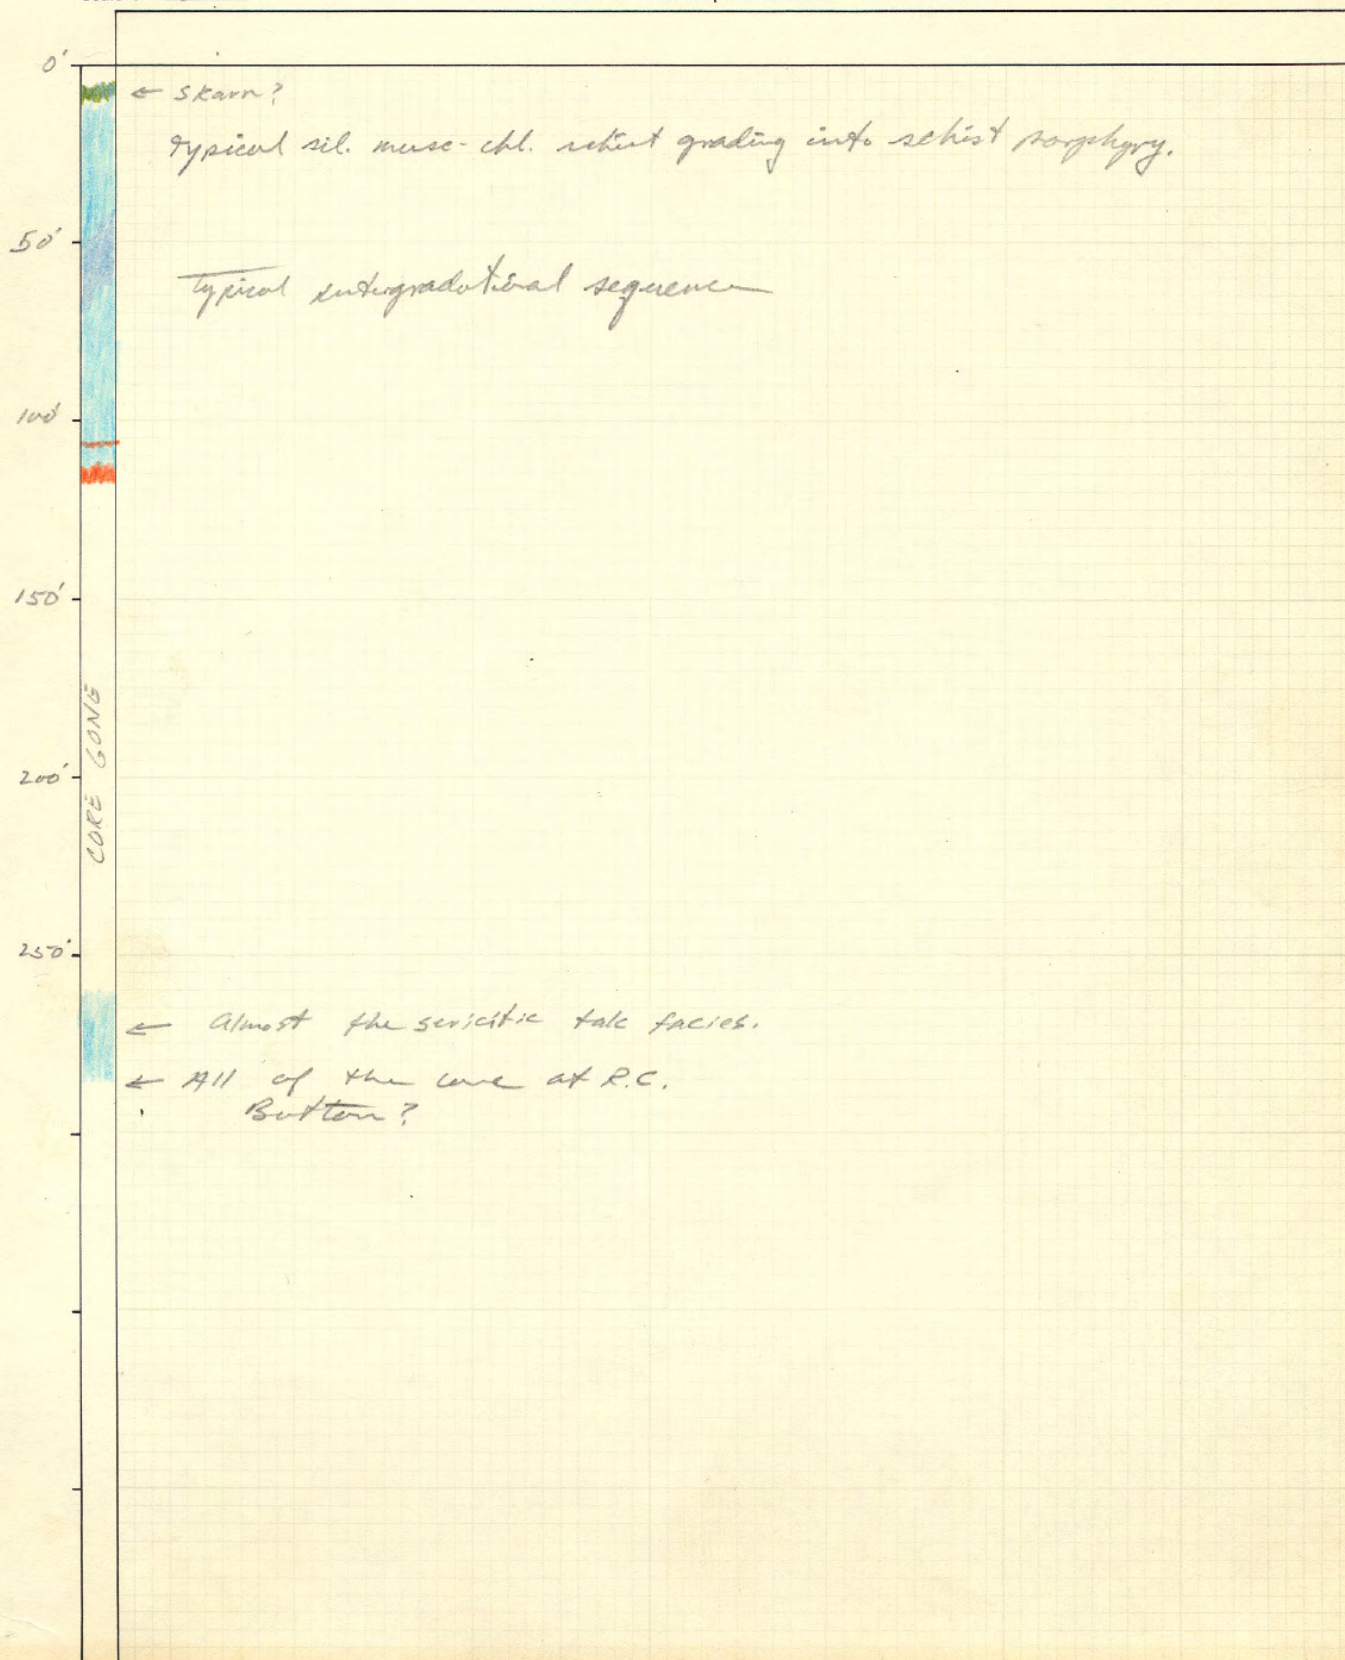 0'
← Skarn?
Typical sil. musc-chl. schist grading into schist porphyry.
50'
Typical intergradational sequence
100'
150'
CORE GONE
200'
250'
← Almost the sericitic talc facies.
← All of the core at R.C.
Bottom?